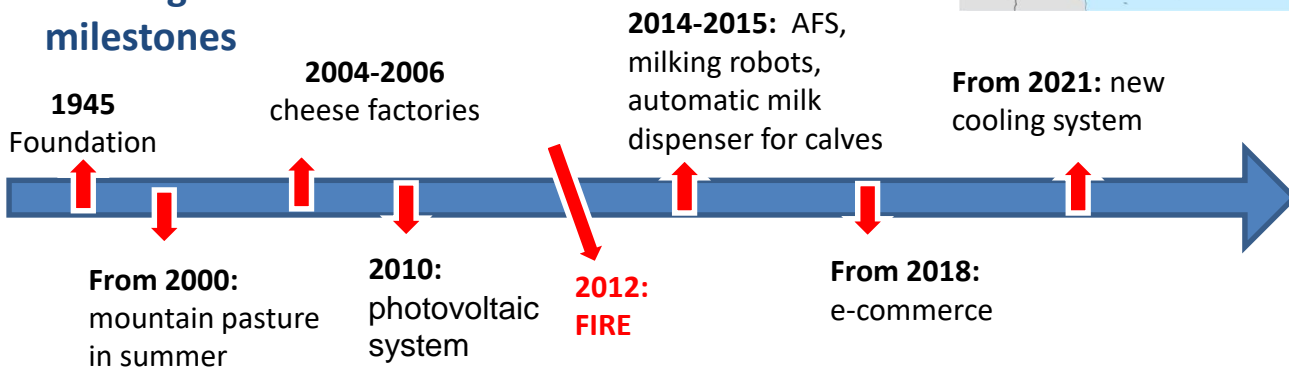 milestones
1945
Foundation
From 2000:
mountain pasture
in summer
2004-2006
cheese factories
2010:
photovoltaic
system
2012:
FIRE
2014-2015: AFS,
milking robots,
automatic milk
dispenser for calves
From 2018:
e-commerce
From 2021: new
cooling system